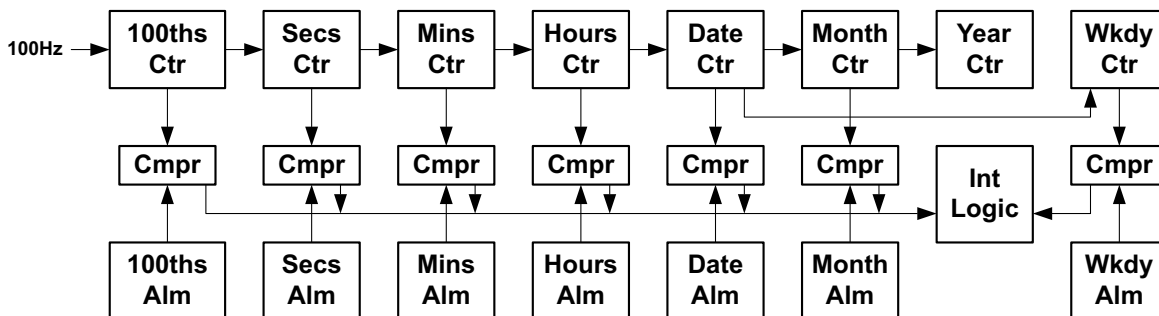 100Hz
100ths
Ctr
Secs
Ctr
Mins
Ctr
Hours
Ctr
Date
Ctr
Month
Ctr
Year
Ctr
Wkdy
Ctr
Cmpr
Cmpr
Cmpr
Cmpr
Cmpr
Cmpr
Int
Logic
Cmpr
100ths
Alm
Secs
Alm
Mins
Alm
Hours
Alm
Date
Alm
Month
Alm
Wkdy
Alm